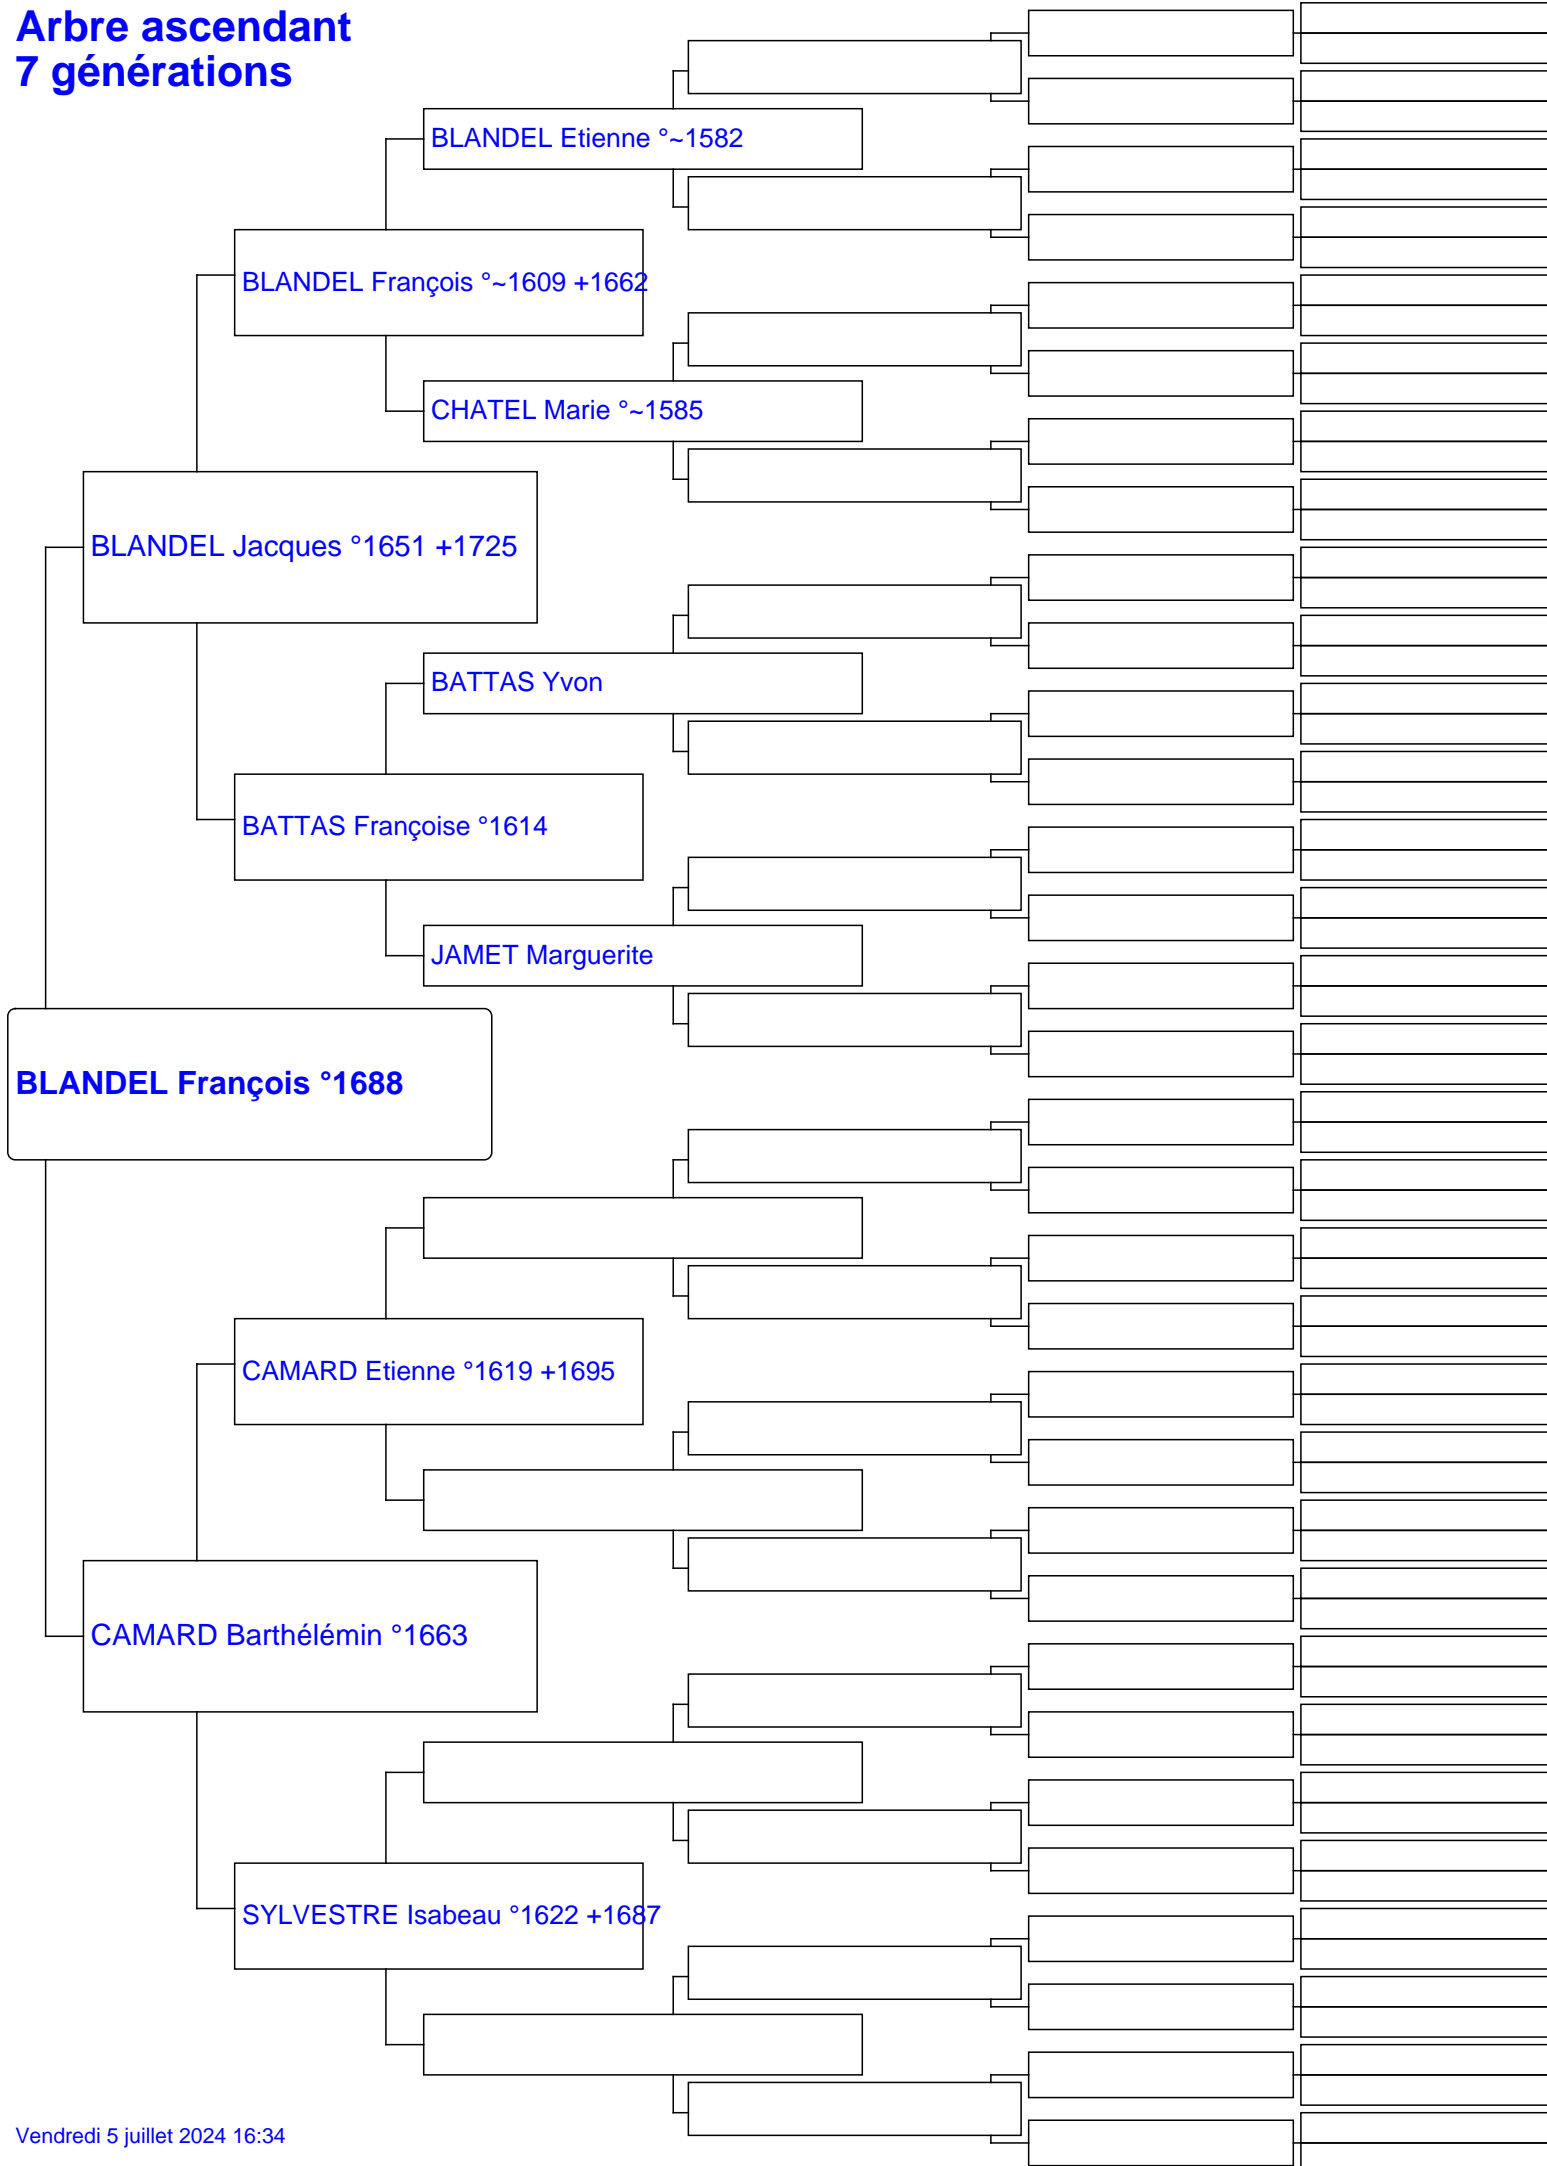 Arbre ascendant
7 générations
BLANDEL Etienne °~1582
BLANDEL François °~1609 +1662
CHATEL Marie °~1585
BLANDEL Jacques °1651 +1725
BATTAS Yvon
BATTAS Françoise °1614
JAMET Marguerite
BLANDEL François °1688
CAMARD Etienne °1619 +1695
CAMARD Barthélémin °1663
SYLVESTRE Isabeau °1622 +1687
Vendredi 5 juillet 2024 16:34